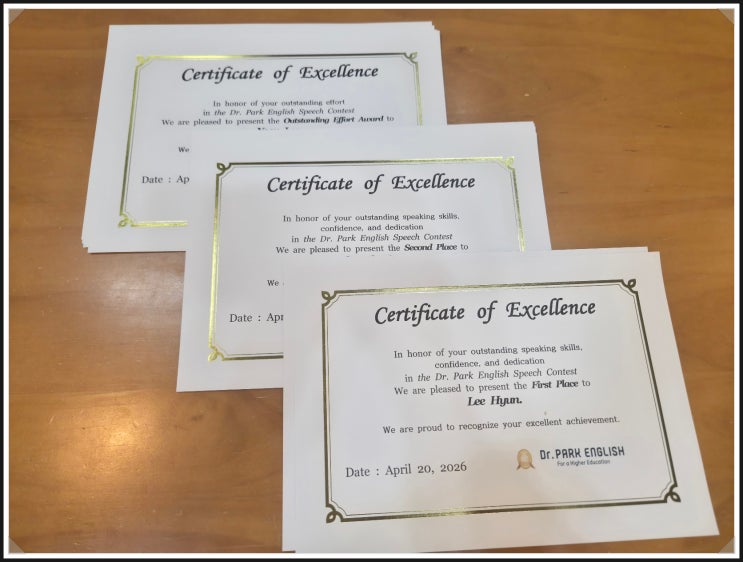 Certificate of Excellence
In honor of your outstanding effort
in the Dr. Park English Speech Contest
We are pleased to present the Outstanding Effort Award to
We
Date : Ap
Certificate of Excellence
In honor of your outstanding speaking skills,
confidence, and dedication
in the Dr. Park English Speech Contest
We are pleased to present the Second Place to
We
Date : Apr
Certificate of Excellence
In honor of your outstanding speaking skills,
confidence, and dedication
in the Dr. Park English Speech Contest
We are pleased to present the First Place to
Lee Hyun.
We are proud to recognize your excellent achievement.
Date : April 20, 2026
Dr. PARK ENGLISH
For a Higher Education